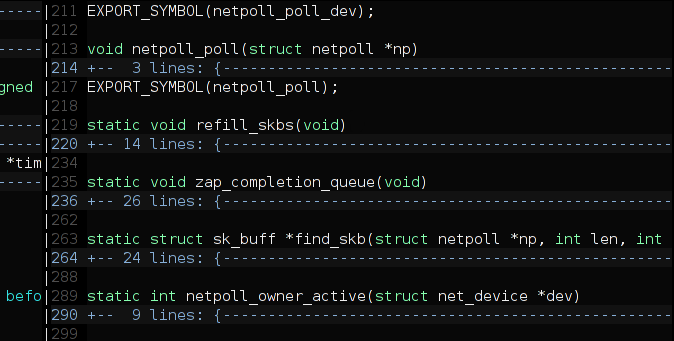 -----|211 EXPORT_SYMBOL(netpoll_poll_dev);
|212
-----|213 void netpoll_poll(struct netpoll *np)
|214 +--  3 lines: {--------------------------------------------------
gned |217 EXPORT_SYMBOL(netpoll_poll);
|218
-----|219 static void refill_skbs(void)
-----|220 +-- 14 lines: {--------------------------------------------------
*tim|234
-----|235 static void zap_completion_queue(void)
|236 +-- 26 lines: {--------------------------------------------------
|262
|263 static struct sk_buff *find_skb(struct netpoll *np, int len, int
|264 +-- 24 lines: {--------------------------------------------------
|288
befo|289 static int netpoll_owner_active(struct net_device *dev)
|290 +--  9 lines: {--------------------------------------------------
|299